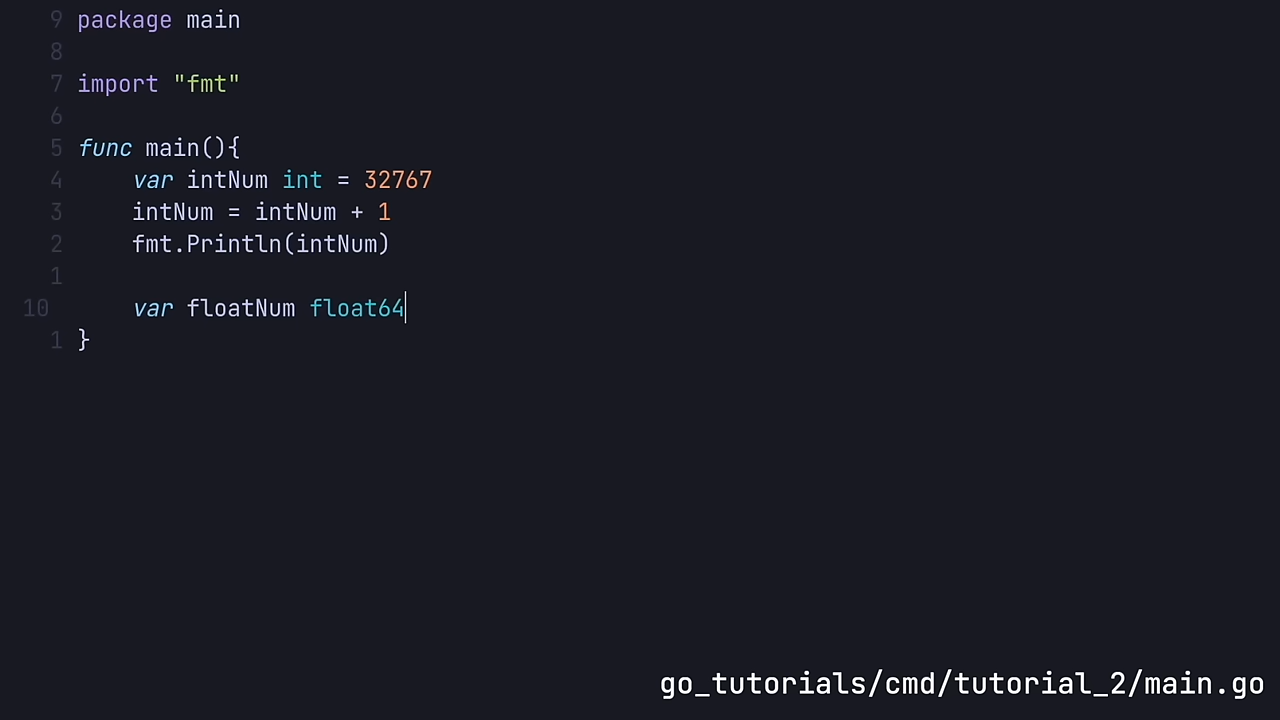 9 package main
8
7 import "fmt"
6
5 func main(){
4     var intNum int = 32767
3     intNum = intNum + 1
2     fmt.Println(intNum)
1
10     var floatNum float64
1 }
go_tutorials/cmd/tutorial_2/main.go